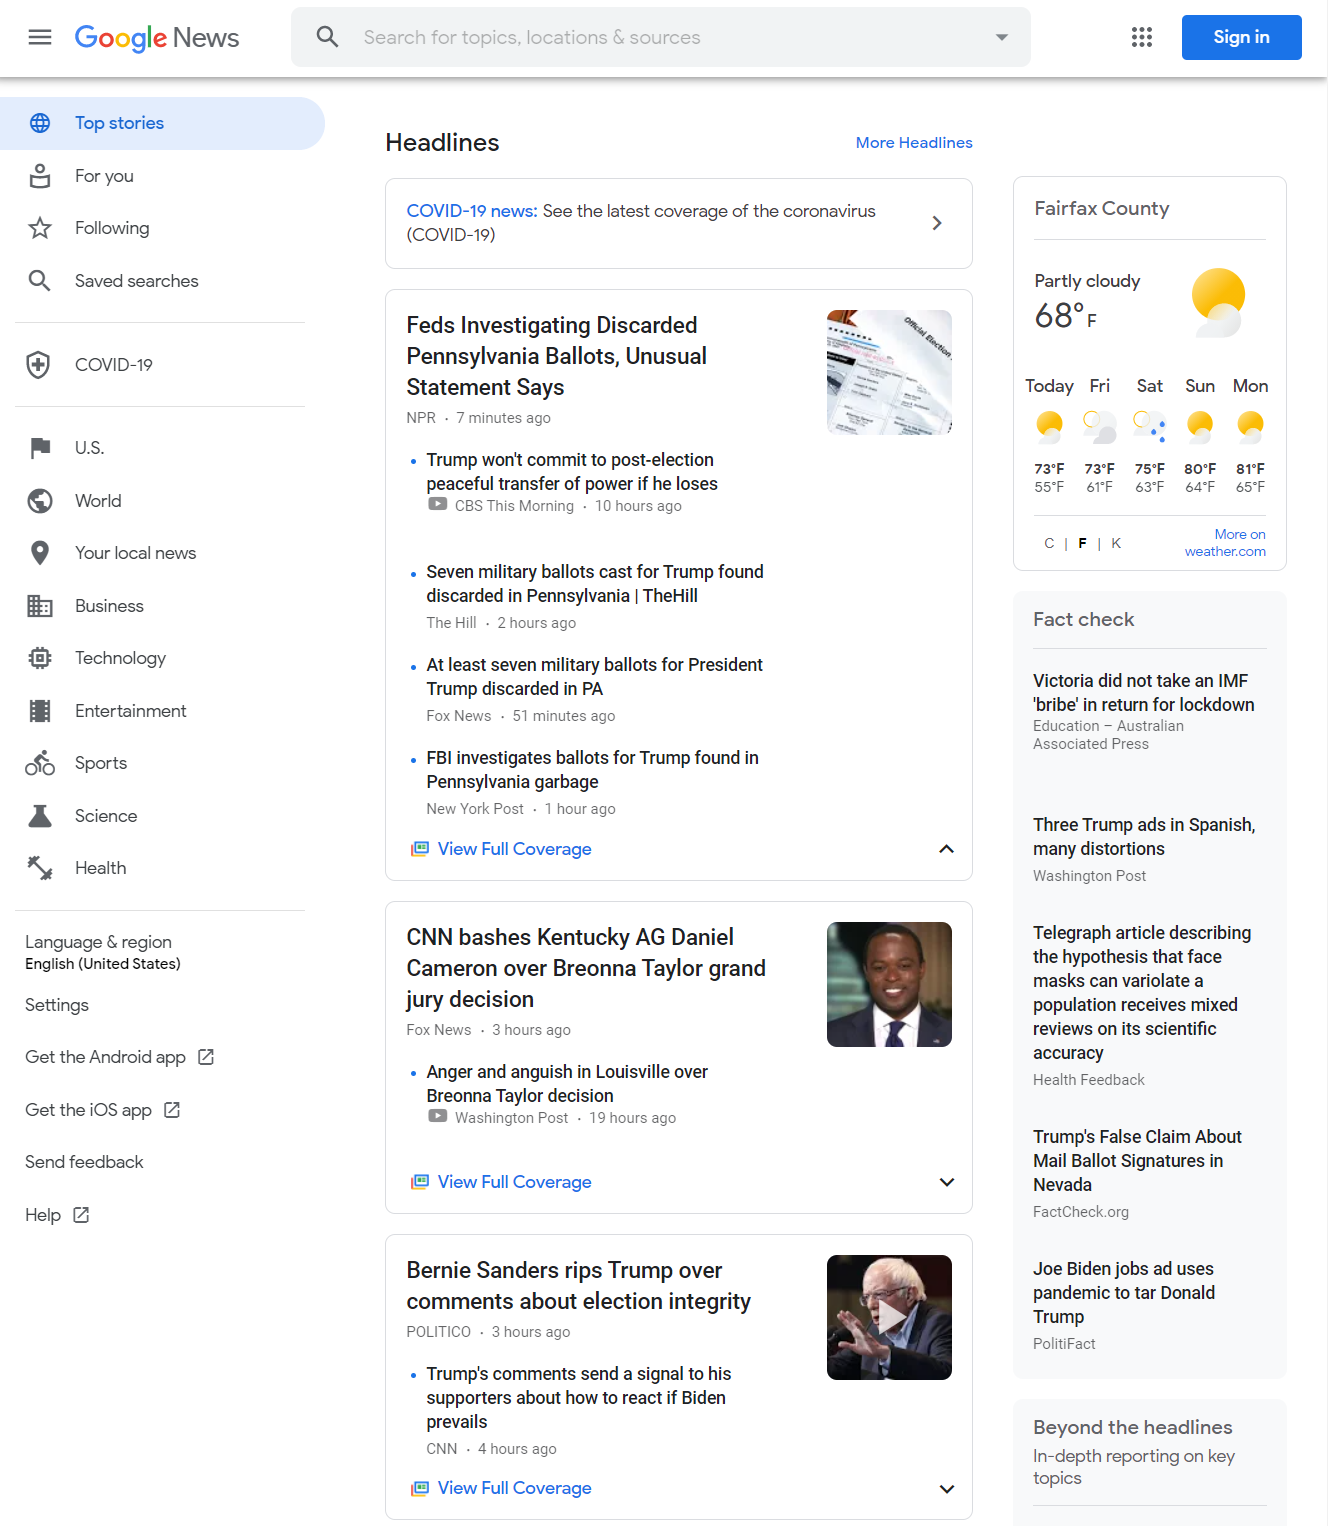 Google News
Search for topics, locations & sources
Sign in
Top stories
For you
Following
Saved searches
COVID-19
U.S.
World
Your local news
Business
Technology
Entertainment
Sports
Science
Health
Language & region
English (United States)
Settings
Get the Android app
Get the iOS app
Send feedback
Help
Headlines
More Headlines
COVID-19 news: See the latest coverage of the coronavirus
(COVID-19)
Feds Investigating Discarded
Pennsylvania Ballots, Unusual
Statement Says
NPR · 7 minutes ago
Official Election
Trump won't commit to post-election
peaceful transfer of power if he loses
CBS This Morning · 10 hours ago
Seven military ballots cast for Trump found
discarded in Pennsylvania | TheHill
The Hill · 2 hours ago
At least seven military ballots for President
Trump discarded in PA
Fox News · 51 minutes ago
FBI investigates ballots for Trump found in
Pennsylvania garbage
New York Post · 1 hour ago
View Full Coverage
CNN bashes Kentucky AG Daniel
Cameron over Breonna Taylor grand
jury decision
Fox News · 3 hours ago
Anger and anguish in Louisville over
Breonna Taylor decision
Washington Post · 19 hours ago
View Full Coverage
Bernie Sanders rips Trump over
comments about election integrity
POLITICO · 3 hours ago
Trump's comments send a signal to his
supporters about how to react if Biden
prevails
CNN · 4 hours ago
View Full Coverage
Fairfax County
Partly cloudy
68° F
Today Fri Sat Sun Mon
73°F 73°F 75°F 80°F 81°F
55°F 61°F 63°F 64°F 65°F
C | F | K
More on
weather.com
Fact check
Victoria did not take an IMF
'bribe' in return for lockdown
Education – Australian
Associated Press
Three Trump ads in Spanish,
many distortions
Washington Post
Telegraph article describing
the hypothesis that face
masks can variolate a
population receives mixed
reviews on its scientific
accuracy
Health Feedback
Trump's False Claim About
Mail Ballot Signatures in
Nevada
FactCheck.org
Joe Biden jobs ad uses
pandemic to tar Donald
Trump
PolitiFact
Beyond the headlines
In-depth reporting on key
topics